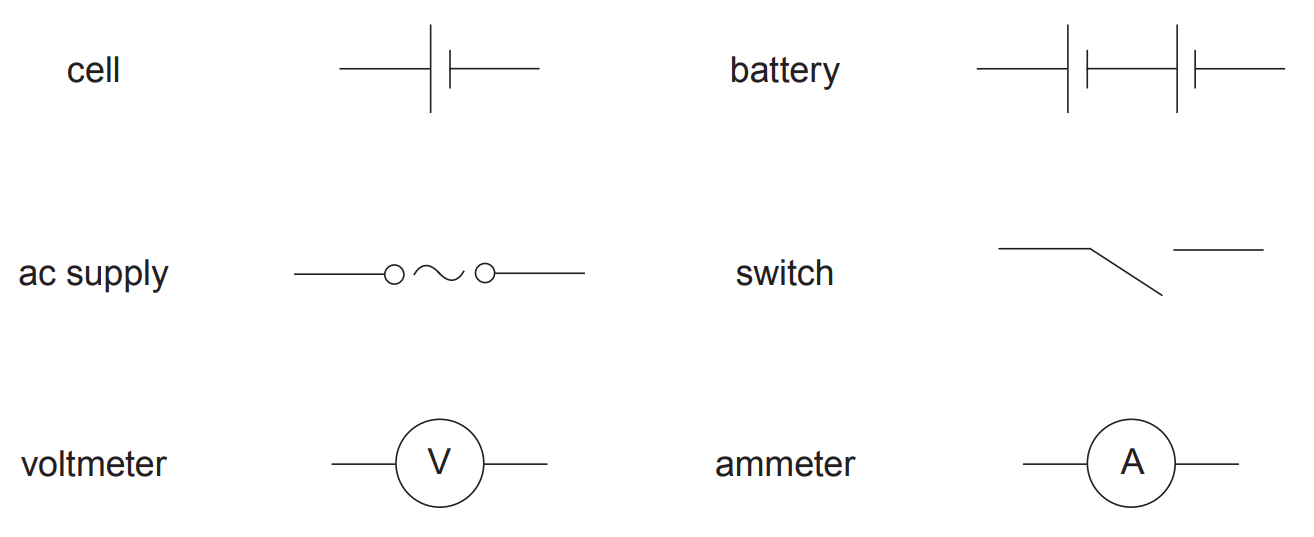 cell
battery
ac supply
switch
voltmeter
V
ammeter
A